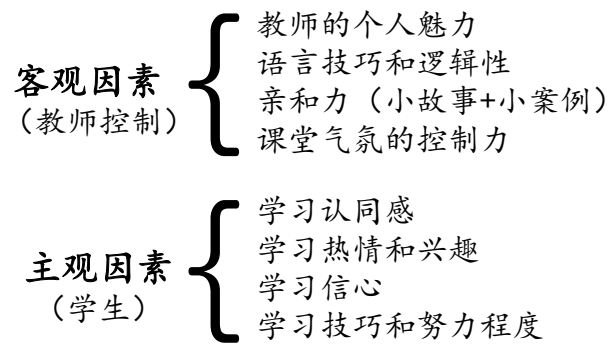 客观因素
（教师控制）
教师的个人魅力
语言技巧和逻辑性
亲和力（小故事+小案例）
课堂气氛的控制力
主观因素
（学生）
学习认同感
学习热情和兴趣
学习信心
学习技巧和努力程度